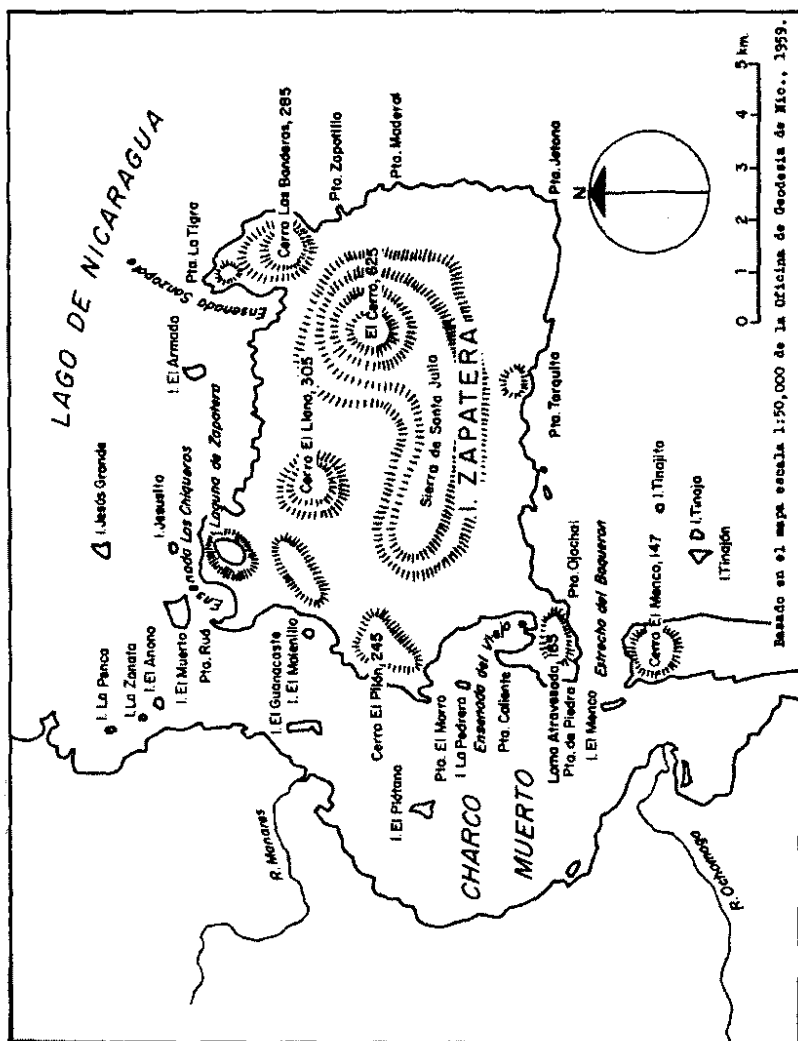 LAGO DE NICARAGUA
I. La Penca
I. La Zanata
I. El Anono
I. El Muerto
Pta. Rud
I. Jesús Grande
I. Jesusito
Ensenada Los Chiqueros
Laguna de Zapatera
I. El Armado
Ensenada Sonzapote
Pta. La Tigra
Cerro Las Banderas, 285
Pta. Zapatillo
Pta. Maderal
R. Manares
I. El Guanacaste
I. El Molenillo
Cerro El Llano, 305
El Cerro, 625
Sierra de Santa Julia
I. ZAPATERA
Cerro El Pilón, 245
Pta. El Morro
I. El Plátano
I. La Pedrera
Ensenada del Viejo
CHARCO
MUERTO
Pta. Caliente
Loma Atravesada, 165
Pta. de Piedra
Pta. Ojochal
Pta. Torquita
Pta. Jetona
I. El Menco
Estrecho del Boqueron
Cerro El Menco, 147
I. Tinajita
I. Tinaja
I. Tinajón
R. Ochomogo
N
0 1 2 3 4 5 km.
Basado en el mapa escala 1:50,000 de la Oficina de Geodesia de Nic., 1959.